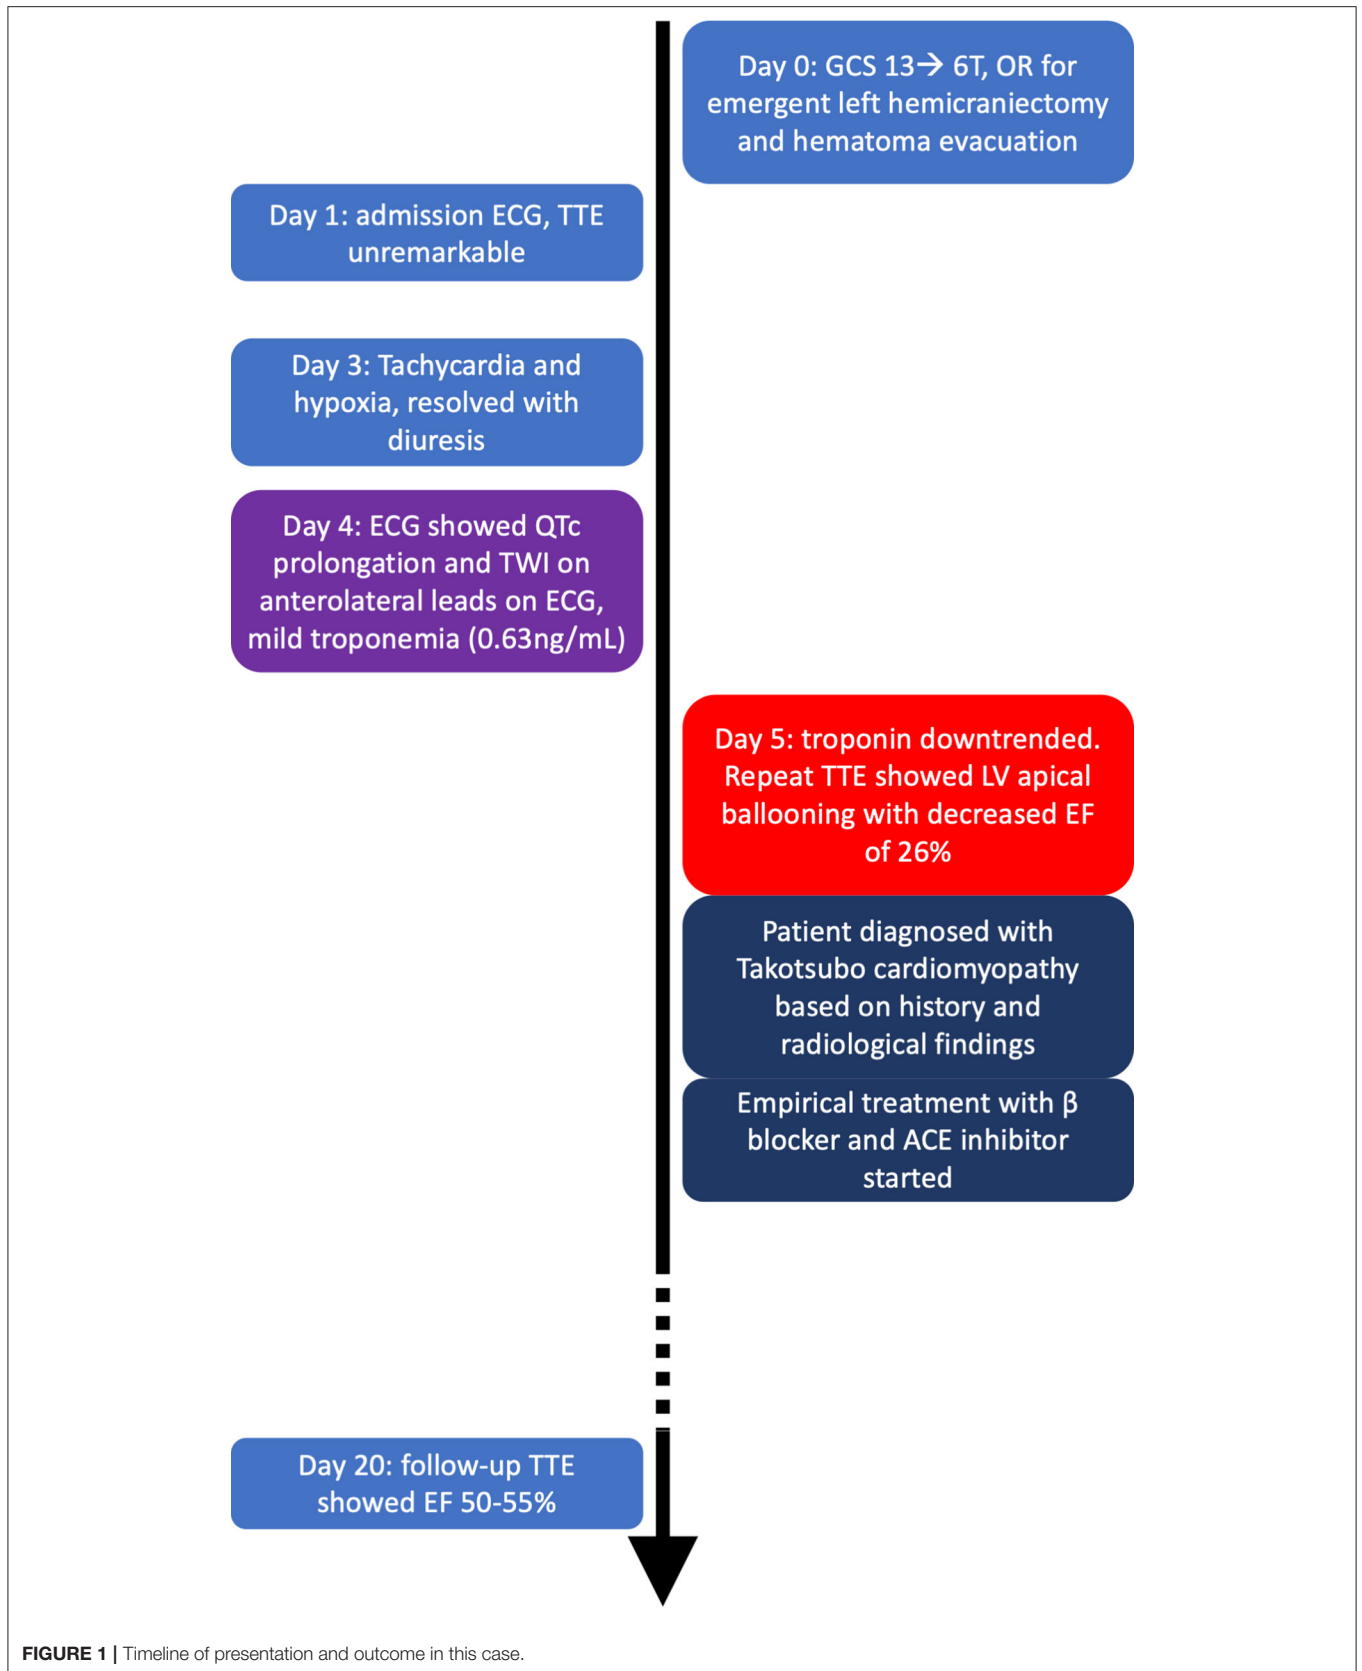 Day 0: GCS 13→ 6T, OR for
emergent left hemicraniectomy
and hematoma evacuation
Day 1: admission ECG, TTE
unremarkable
Day 3: Tachycardia and
hypoxia, resolved with
diuresis
Day 4: ECG showed QTc
prolongation and TWI on
anterolateral leads on ECG,
mild troponemia (0.63ng/mL)
Day 5: troponin downtrended.
Repeat TTE showed LV apical
ballooning with decreased EF
of 26%
Patient diagnosed with
Takotsubo cardiomyopathy
based on history and
radiological findings
Empirical treatment with β
blocker and ACE inhibitor
started
Day 20: follow-up TTE
showed EF 50-55%
FIGURE 1 | Timeline of presentation and outcome in this case.